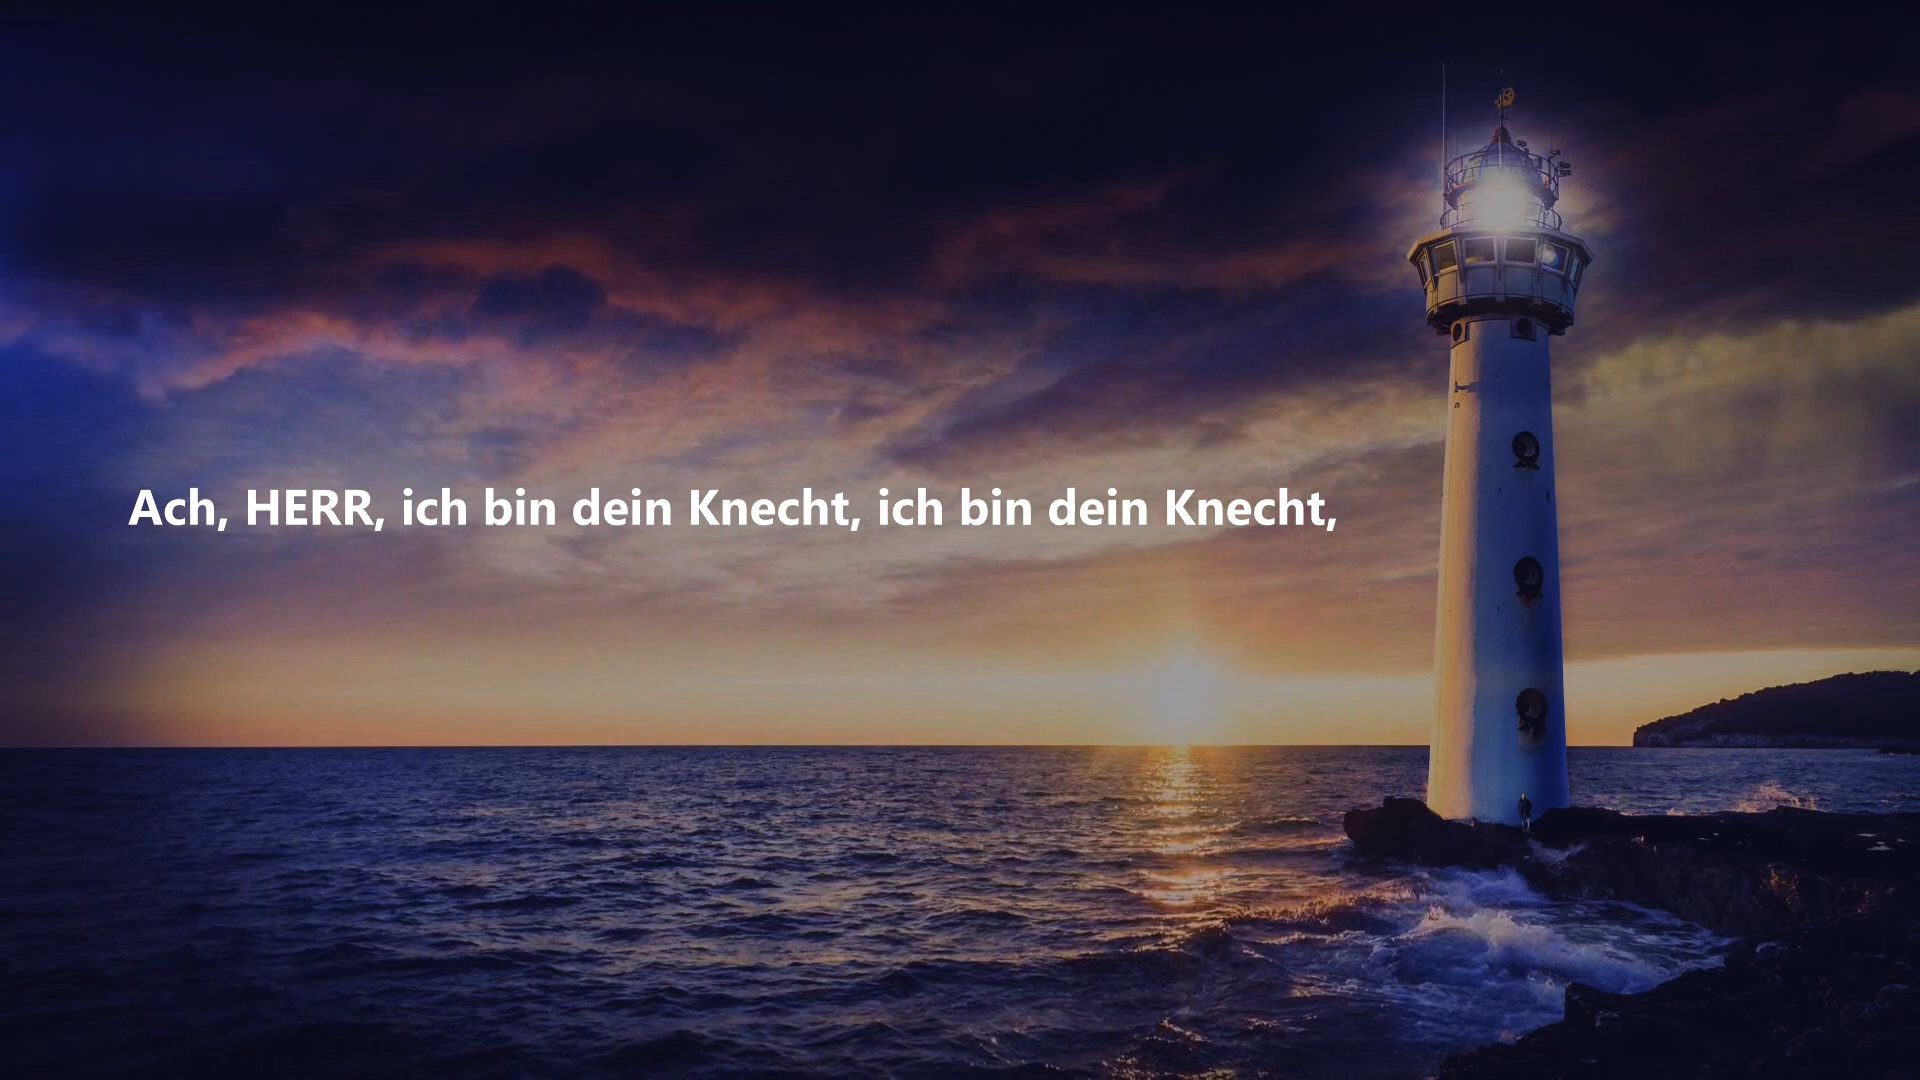 Ach, HERR, ich bin dein Knecht, ich bin dein Knecht,